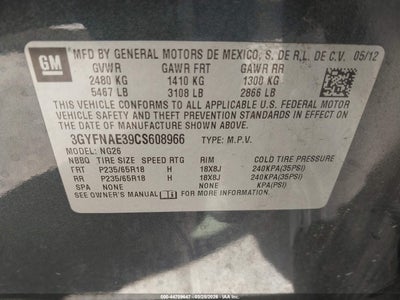 GM
MFD BY GENERAL MOTORS DE MEXICO, S. DE R.L. DE C.V. 05/12
GVWR GAWR FRT GAWR RR
2480 KG 1410 KG 1300 KG
5467 LB 3108 LB 2866 LB
THIS VEHICLE CONFORMS TO ALL APPLICABLE U.S. FEDERAL MOTOR VEHICLE SAFETY, BUMPER, AND THEFT PREVENTION STANDARDS IN EFFECT ON THE DATE OF MANUFACTURE SHOWN ABOVE.
3GYFNAE39CS608966 TYPE: M.P.V.
MODEL: NG26
NBBQ TIRE SIZE SPEED RTG RIM COLD TIRE PRESSURE
FRT P235/65R18 H 18X8J 240KPA(35PSI)
RR P235/65R18 H 18X8J 240KPA(35PSI)
SPA NONE NONE KPA(PSI)
SEE OWNER'S MANUAL FOR ADDITIONAL INFORMATION.